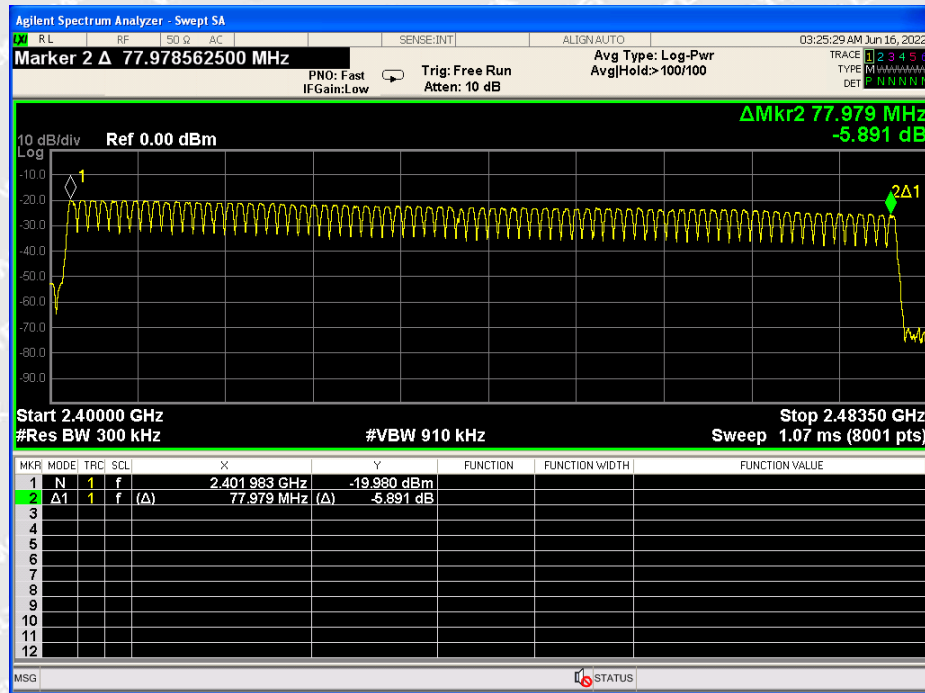 Agilent Spectrum Analyzer - Swept SA
LXI RL RF 50 Ω AC SENSE:INT ALIGN AUTO 03:25:29 AM Jun 16, 2022
Marker 2 Δ 77.978562500 MHz
PNO: Fast
IFGain:Low
Trig: Free Run
Atten: 10 dB
Avg Type: Log-Pwr
Avg|Hold:>100/100
TRACE 1 2 3 4 5 6
TYPE M
DET P N N N N N
ΔMkr2 77.979 MHz
-5.891 dB
10 dB/div Ref 0.00 dBm
Log
-10.0
-20.0
-30.0
-40.0
-50.0
-60.0
-70.0
-80.0
-90.0
1
2Δ1
Start 2.40000 GHz Stop 2.48350 GHz
#Res BW 300 kHz #VBW 910 kHz Sweep 1.07 ms (8001 pts)
MKR MODE TRC SCL X Y FUNCTION FUNCTION WIDTH FUNCTION VALUE
1 N 1 f 2.401 983 GHz -19.980 dBm
2 Δ1 1 f (Δ) 77.979 MHz (Δ) -5.891 dB
3
4
5
6
7
8
9
10
11
12
MSG STATUS